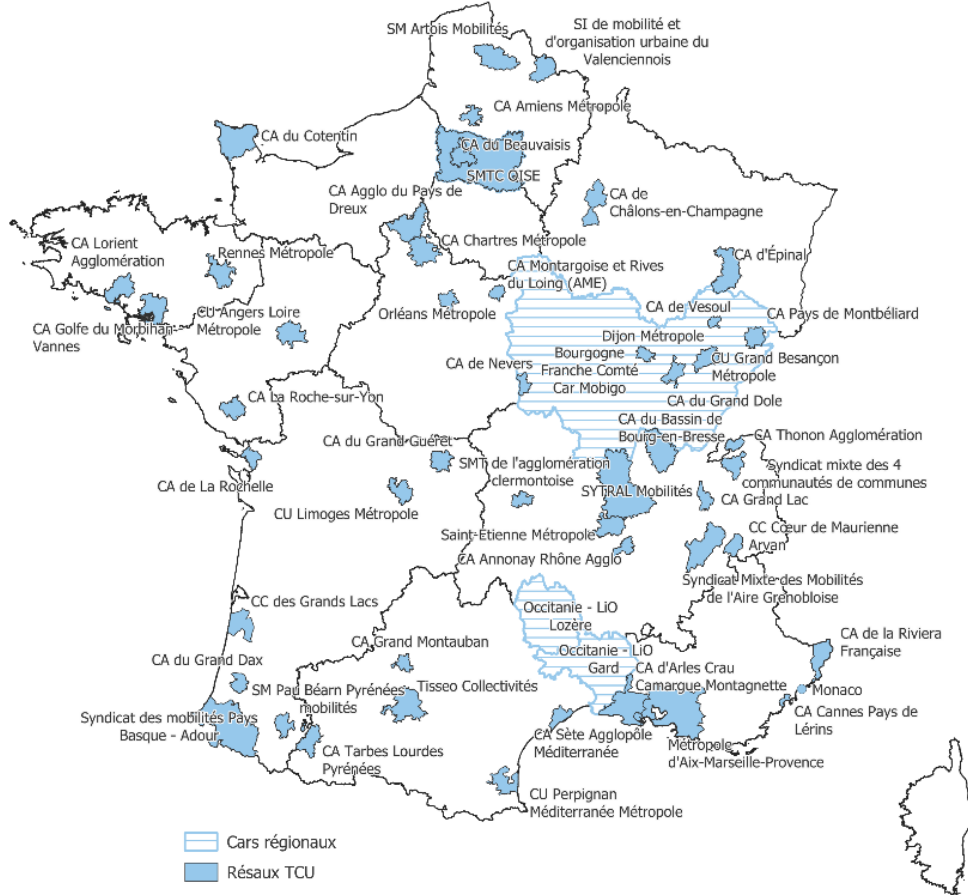 SM Artois Mobilités
SI de mobilité et
d'organisation urbaine du
Valenciennois
CA Amiens Métropole
CA du Cotentin
CA du Beauvaisis
SMTC OISE
CA Agglo du Pays de
Dreux
CA de
Châlons-en-Champagne
CA Chartres Métropole
CA Lorient
Agglomération
Rennes Métropole
CA d'Épinal
CA Montargoise et Rives
du Loing (AME)
Orléans Métropole
CA de Vesoul
CA Pays de Montbéliard
CU Angers Loire
Métropole
CA Golfe du Morbihan
Vannes
Dijon Métropole
Bourgogne
Franche Comté
Car Mobigo
CU Grand Besançon
Métropole
CA de Nevers
CA du Grand Dole
CA La Roche-sur-Yon
CA du Bassin de
Bourg-en-Bresse
CA du Grand Guéret
CA Thonon Agglomération
SMT de l'agglomération
clermontoise
Syndicat mixte des 4
communautés de communes
CA de La Rochelle
SYTRAL Mobilités
CA Grand Lac
CU Limoges Métropole
Saint-Étienne Métropole
CC Cœur de Maurienne
Arvan
CA Annonay Rhône Agglo
Syndicat Mixte des Mobilités
de l'Aire Grenobloise
CC des Grands Lacs
Occitanie - LiO
Lozère
CA Grand Montauban
Occitanie - LiO
Gard
CA de la Riviera
Française
CA du Grand Dax
CA d'Arles Crau
Camargue Montagnette
SM Pau Béarn Pyrénées
mobilités
Tisseo Collectivités
Monaco
CA Cannes Pays de
Lérins
Syndicat des mobilités Pays
Basque - Adour
CA Sète Agglopôle
Méditerranée
Métropole
d'Aix-Marseille-Provence
CA Tarbes Lourdes
Pyrénées
CU Perpignan
Méditerranée Métropole
Cars régionaux
Résaux TCU